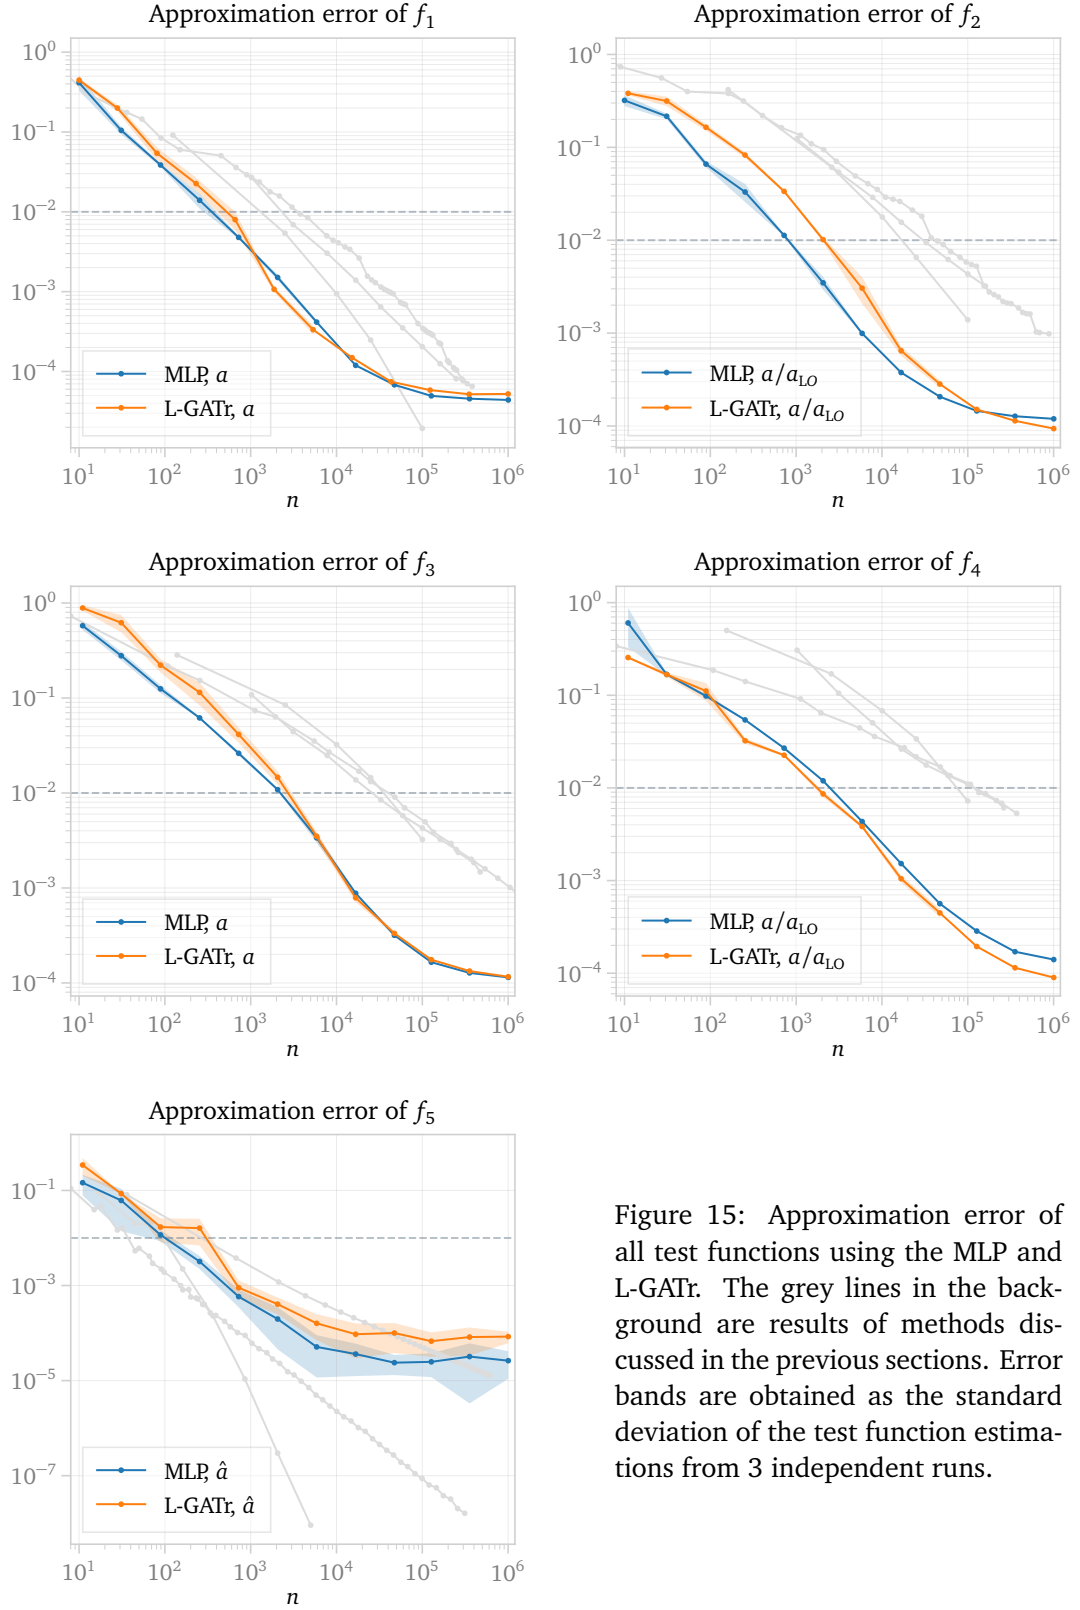 Approximation error of f1
10^0
10^-1
10^-2
10^-3
10^-4
MLP, a
L-GATr, a
10^1 10^2 10^3 10^4 10^5 10^6
n
Approximation error of f2
10^0
10^-1
10^-2
10^-3
10^-4
MLP, a/aLO
L-GATr, a/aLO
10^1 10^2 10^3 10^4 10^5 10^6
n
Approximation error of f3
10^0
10^-1
10^-2
10^-3
10^-4
MLP, a
L-GATr, a
10^1 10^2 10^3 10^4 10^5 10^6
n
Approximation error of f4
10^0
10^-1
10^-2
10^-3
10^-4
MLP, a/aLO
L-GATr, a/aLO
10^1 10^2 10^3 10^4 10^5 10^6
n
Approximation error of f5
10^-1
10^-3
10^-5
10^-7
MLP, â
L-GATr, â
10^1 10^2 10^3 10^4 10^5 10^6
n
Figure 15: Approximation error of
all test functions using the MLP and
L-GATr. The grey lines in the back-
ground are results of methods dis-
cussed in the previous sections. Error
bands are obtained as the standard
deviation of the test function estima-
tions from 3 independent runs.